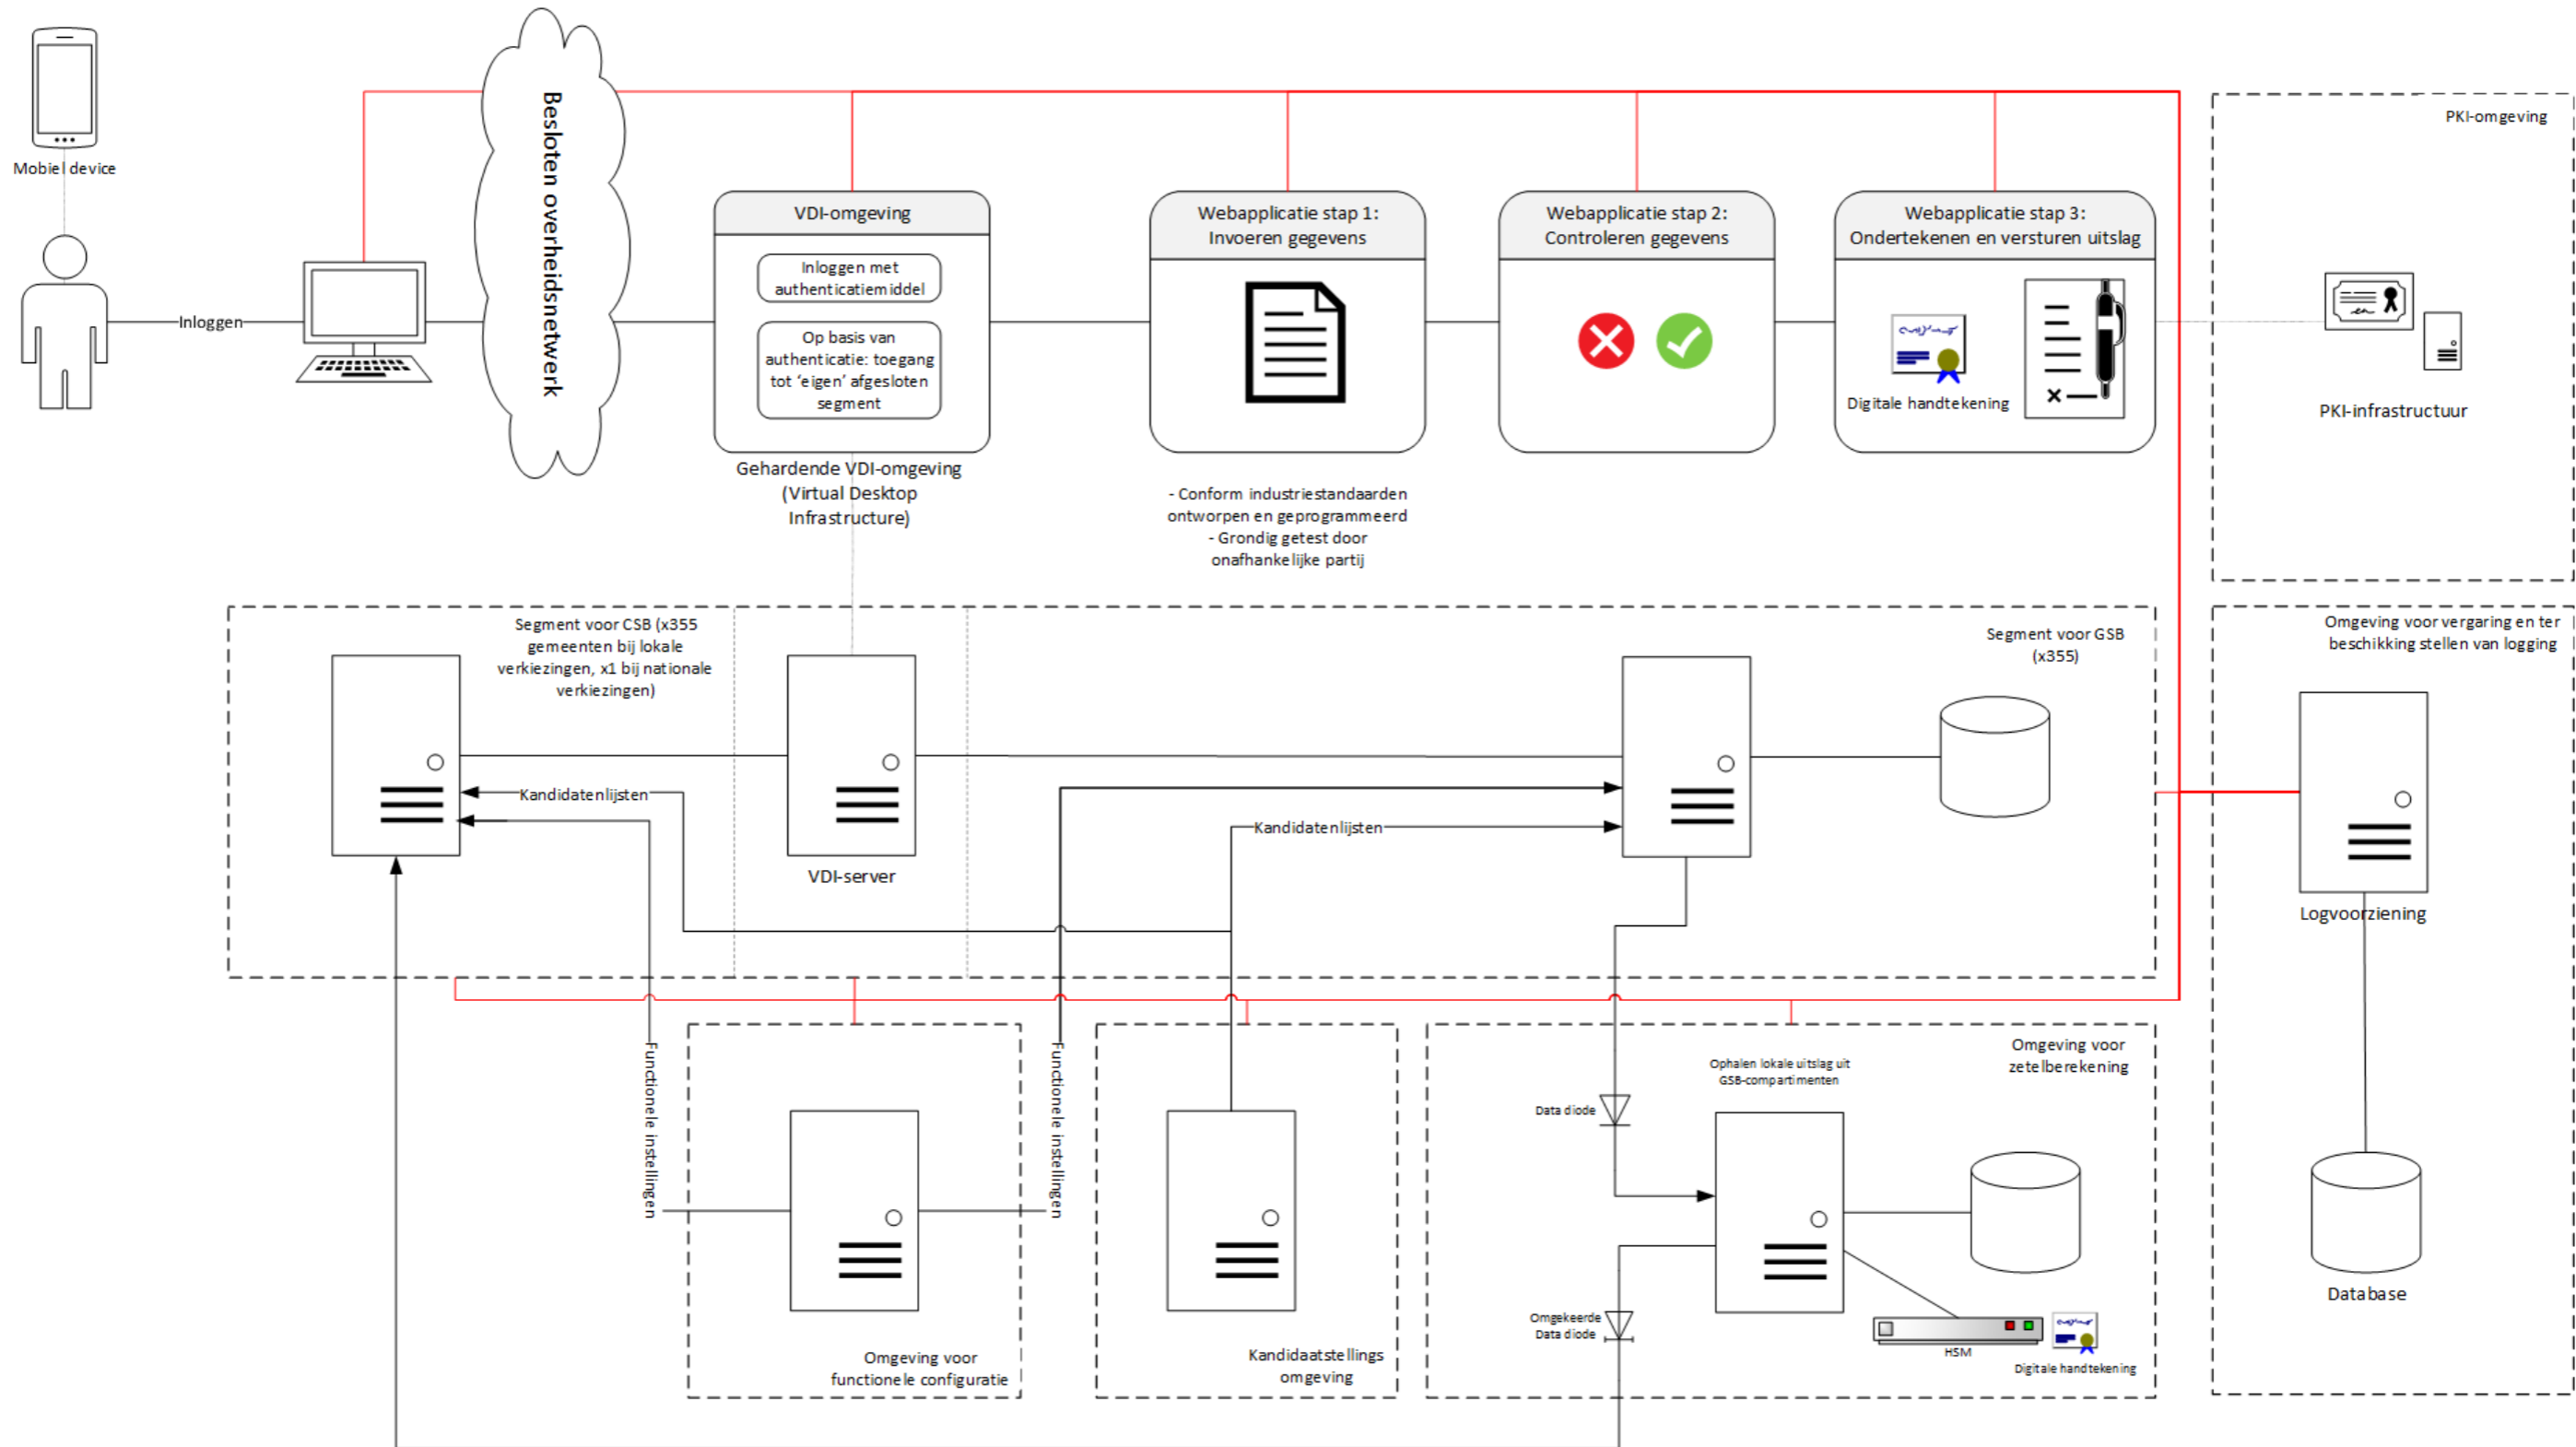 Mobiel device
Inloggen
Besloten overheidsnetwerk
VDI-omgeving
Inloggen met
authenticatiemiddel
Op basis van
authenticatie: toegang
tot ‘eigen’ afgesloten
segment
Gehardende VDI-omgeving
(Virtual Desktop
Infrastructure)
Webapplicatie stap 1:
Invoeren gegevens
- Conform industriestandaarden
ontworpen en geprogrammeerd
- Grondig getest door
onafhankelijke partij
Webapplicatie stap 2:
Controleren gegevens
Webapplicatie stap 3:
Ondertekenen en versturen uitslag
Digitale handtekening
PKI-omgeving
PKI-infrastructuur
Segment voor CSB (x355
gemeenten bij lokale
verkiezingen, x1 bij nationale
verkiezingen)
Kandidatenlijsten
VDI-server
Kandidatenlijsten
Segment voor GSB
(x355)
Omgeving voor vergaring en ter
beschikking stellen van logging
Logvoorziening
Database
Functionele instellingen
Omgeving voor
functionele configuratie
Functionele instellingen
Kandidaatstellings
omgeving
Omgeving voor
zetelberekening
Ophalen lokale uitslag uit
GSB-compartimenten
Data diode
Omgekeerde
Data diode
HSM
Digitale handtekening